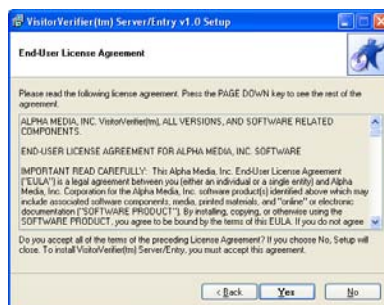 VisitorVerifier(tm) Server/Entry v1.0 Setup
End-User License Agreement
Please read the following license agreement. Press the PAGE DOWN key to see the rest of the
agreement.
ALPHA MEDIA, INC. VisitorVerifier(tm), ALL VERSIONS, AND SOFTWARE RELATED
COMPONENTS.
END-USER LICENSE AGREEMENT FOR ALPHA MEDIA, INC. SOFTWARE
IMPORTANT READ CAREFULLY: This Alpha Media, Inc. End-User License Agreement
("EULA") is a legal agreement between you (either an individual or a single entity) and Alpha
Media, Inc. Corporation for the Alpha Media, Inc. software product(s) identified above which may
include associated software components, media, printed materials, and "online" or electronic
documentation ("SOFTWARE PRODUCT"). By installing, copying, or otherwise using the
SOFTWARE PRODUCT, you agree to be bound by the terms of this EULA. If you do not agree
Do you accept all of the terms of the preceding License Agreement? If you choose No, Setup will
close. To install VisitorVerifier(tm) Server/Entry, you must accept this agreement.
< Back Yes No